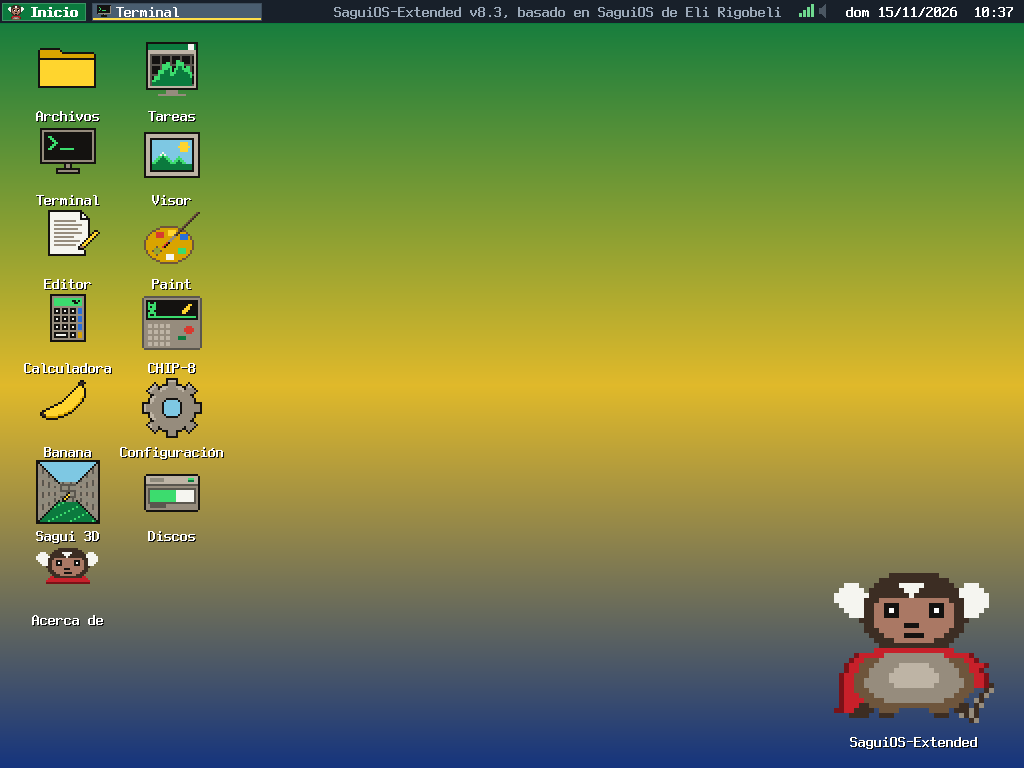 Inicio
Terminal
SaguiOS-Extended v8.3, basado en SaguiOS de Eli Rigobeli
dom 15/11/2026 10:37
Archivos
Tareas
Terminal
Visor
Editor
Paint
Calculadora
CHIP-8
Banana
Configuración
Sagui 3D
Discos
Acerca de
SaguiOS-Extended